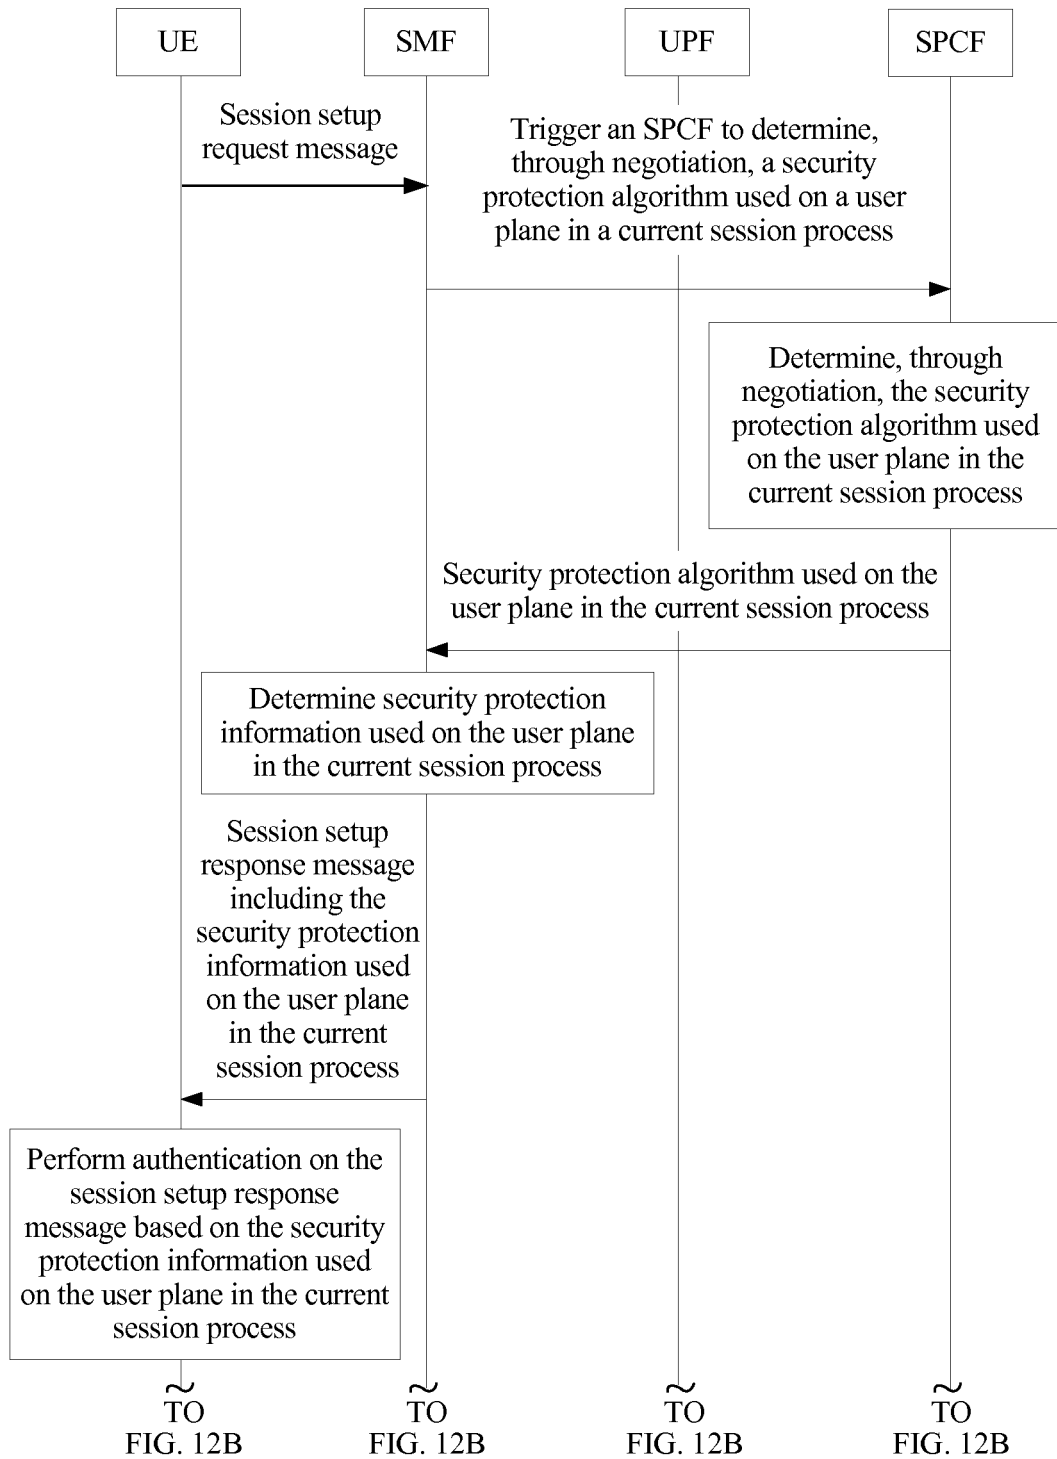 UE
SMF
UPF
SPCF
Session setup
request message
Trigger an SPCF to determine,
through negotiation, a security
protection algorithm used on a user
plane in a current session process
Determine, through
negotiation, the security
protection algorithm used
on the user plane in the
current session process
Security protection algorithm used on the
user plane in the current session process
Determine security protection
information used on the user plane
in the current session process
Session setup
response message
including the
security protection
information used
on the user plane
in the current
session process
Perform authentication on the
session setup response
message based on the security
protection information used
on the user plane in the current
session process
TO
FIG. 12B
TO
FIG. 12B
TO
FIG. 12B
TO
FIG. 12B